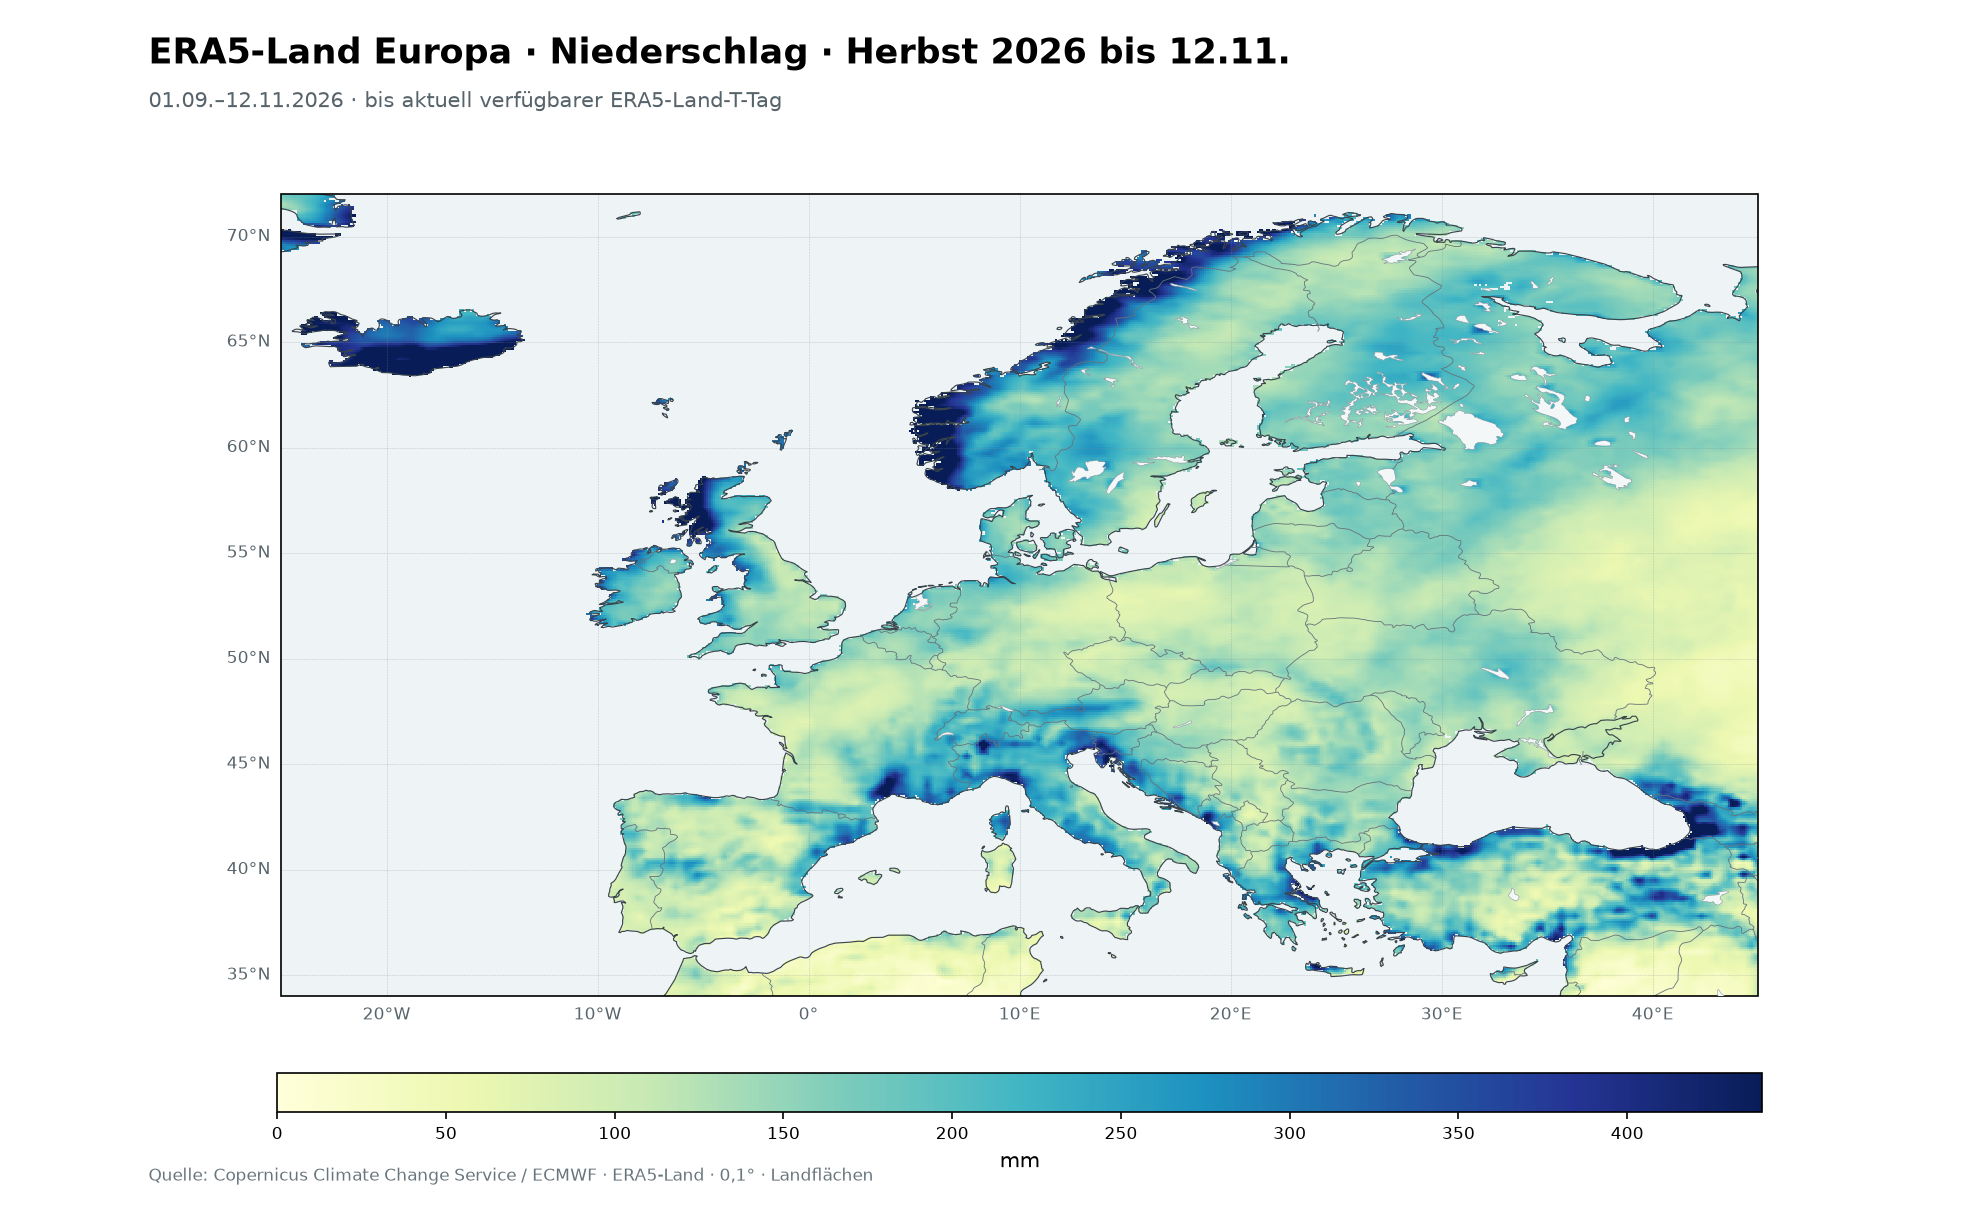 ERA5-Land Europa · Niederschlag · Herbst 2026 bis 12.11.
01.09.–12.11.2026 · bis aktuell verfügbarer ERA5-Land-T-Tag
70°N
65°N
60°N
55°N
50°N
45°N
40°N
35°N
20°W 10°W 0° 10°E 20°E 30°E 40°E
0 50 100 150 200 250 300 350 400
mm
Quelle: Copernicus Climate Change Service / ECMWF · ERA5-Land · 0,1° · Landflächen